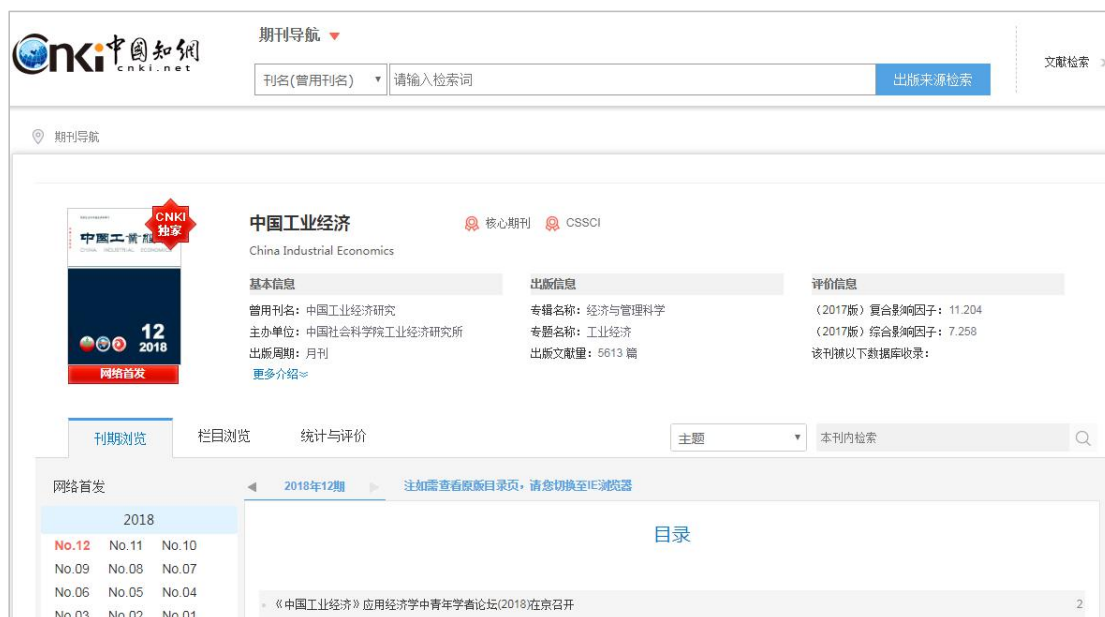 Cnki中國知網
cnki.net
期刊导航
刊名(曾用刊名) 请输入检索词 出版来源检索
文献检索
期刊导航
CNKI
独家
中国工业经济 核心期刊 CSSCI
China Industrial Economics
12
2018
网络首发
基本信息 出版信息 评价信息
曾用刊名：中国工业经济研究 专辑名称：经济与管理科学 （2017版）复合影响因子：11.204
主办单位：中国社会科学院工业经济研究所 专题名称：工业经济 （2017版）综合影响因子：7.258
出版周期：月刊 出版文献量：5613 篇 该刊被以下数据库收录：
更多介绍
刊期浏览 栏目浏览 统计与评价 主题 本刊内检索
网络首发 2018年12期 注如需查看原版目录页，请您切换至IE浏览器
2018 目录
No.12 No.11 No.10
No.09 No.08 No.07
No.06 No.05 No.04 《中国工业经济》应用经济学中青年学者论坛(2018)在京召开 2
No.03 No.02 No.01